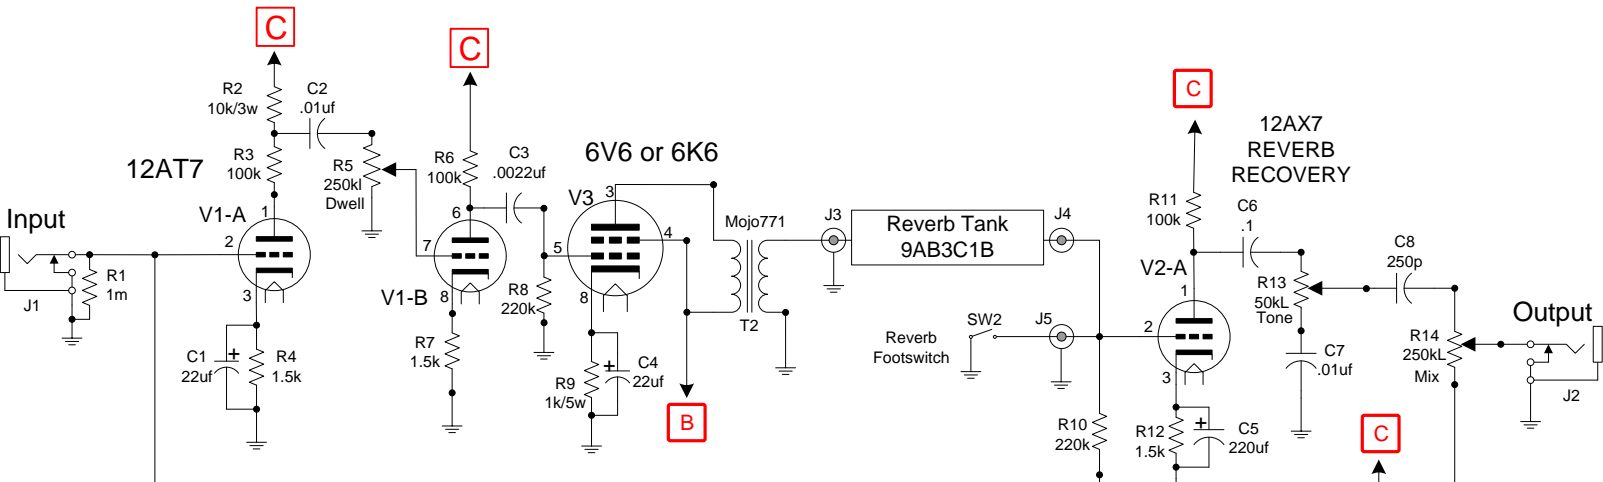 C
C
C
R2
10k/3w
C2
.01uf
12AT7
R3
100k
R5
250kl
Dwell
R6
100k
C3
.0022uf
6V6 or 6K6
12AX7
REVERB
RECOVERY
Input
V1-A
1
2
3
J1
R1
1m
C1
22uf
+
R4
1.5k
6
7
8
V1-B
R7
1.5k
R8
220k
V3
3
4
5
8
R9
1k/5w
+
C4
22uf
B
Mojo771
T2
J3
Reverb Tank
9AB3C1B
J4
Reverb
Footswitch
SW2
J5
R10
220k
R11
100k
V2-A
1
2
3
R12
1.5k
+
C5
220uf
C6
.1
R13
50kL
Tone
C7
.01uf
C8
250p
R14
250kL
Mix
C
Output
J2